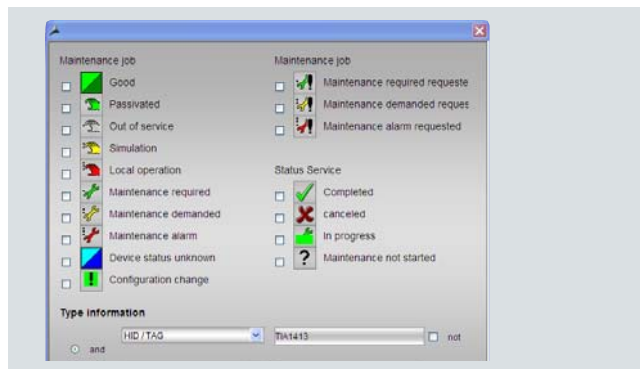 Maintenance job
Good
Passivated
Out of service
Simulation
Local operation
Maintenance required
Maintenance demanded
Maintenance alarm
Device status unknown
Configuration change
Maintenance job
Maintenance required requeste
Maintenance demanded reques
Maintenance alarm requested
Status Service
Completed
canceled
In progress
Maintenance not started
Type information
HID / TAG
TIA1413
not
and